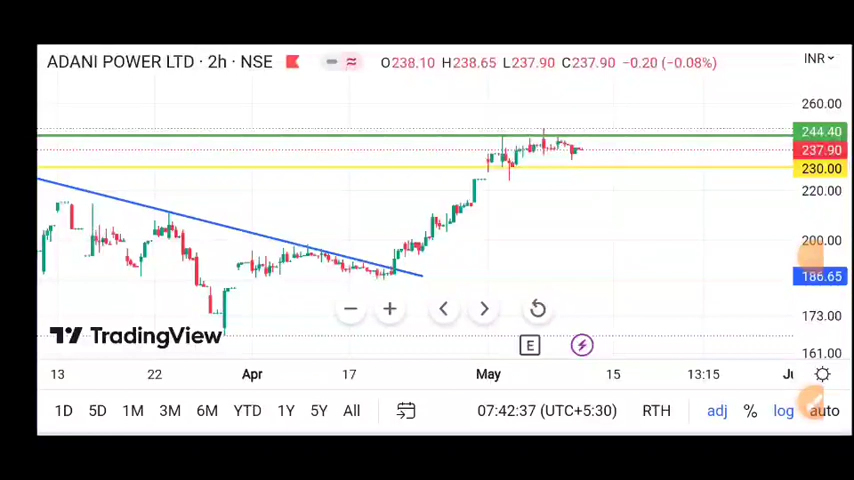 ADANI POWER LTD · 2h · NSE O238.10 H238.65 L237.90 C237.90 −0.20 (−0.08%) INR
260.00
244.40
237.90
230.00
220.00
200.00
186.65
173.00
161.00
TradingView
E
13 22 Apr 17 May 15 13:15
1D 5D 1M 3M 6M YTD 1Y 5Y All 07:42:37 (UTC+5:30) RTH adj % log auto